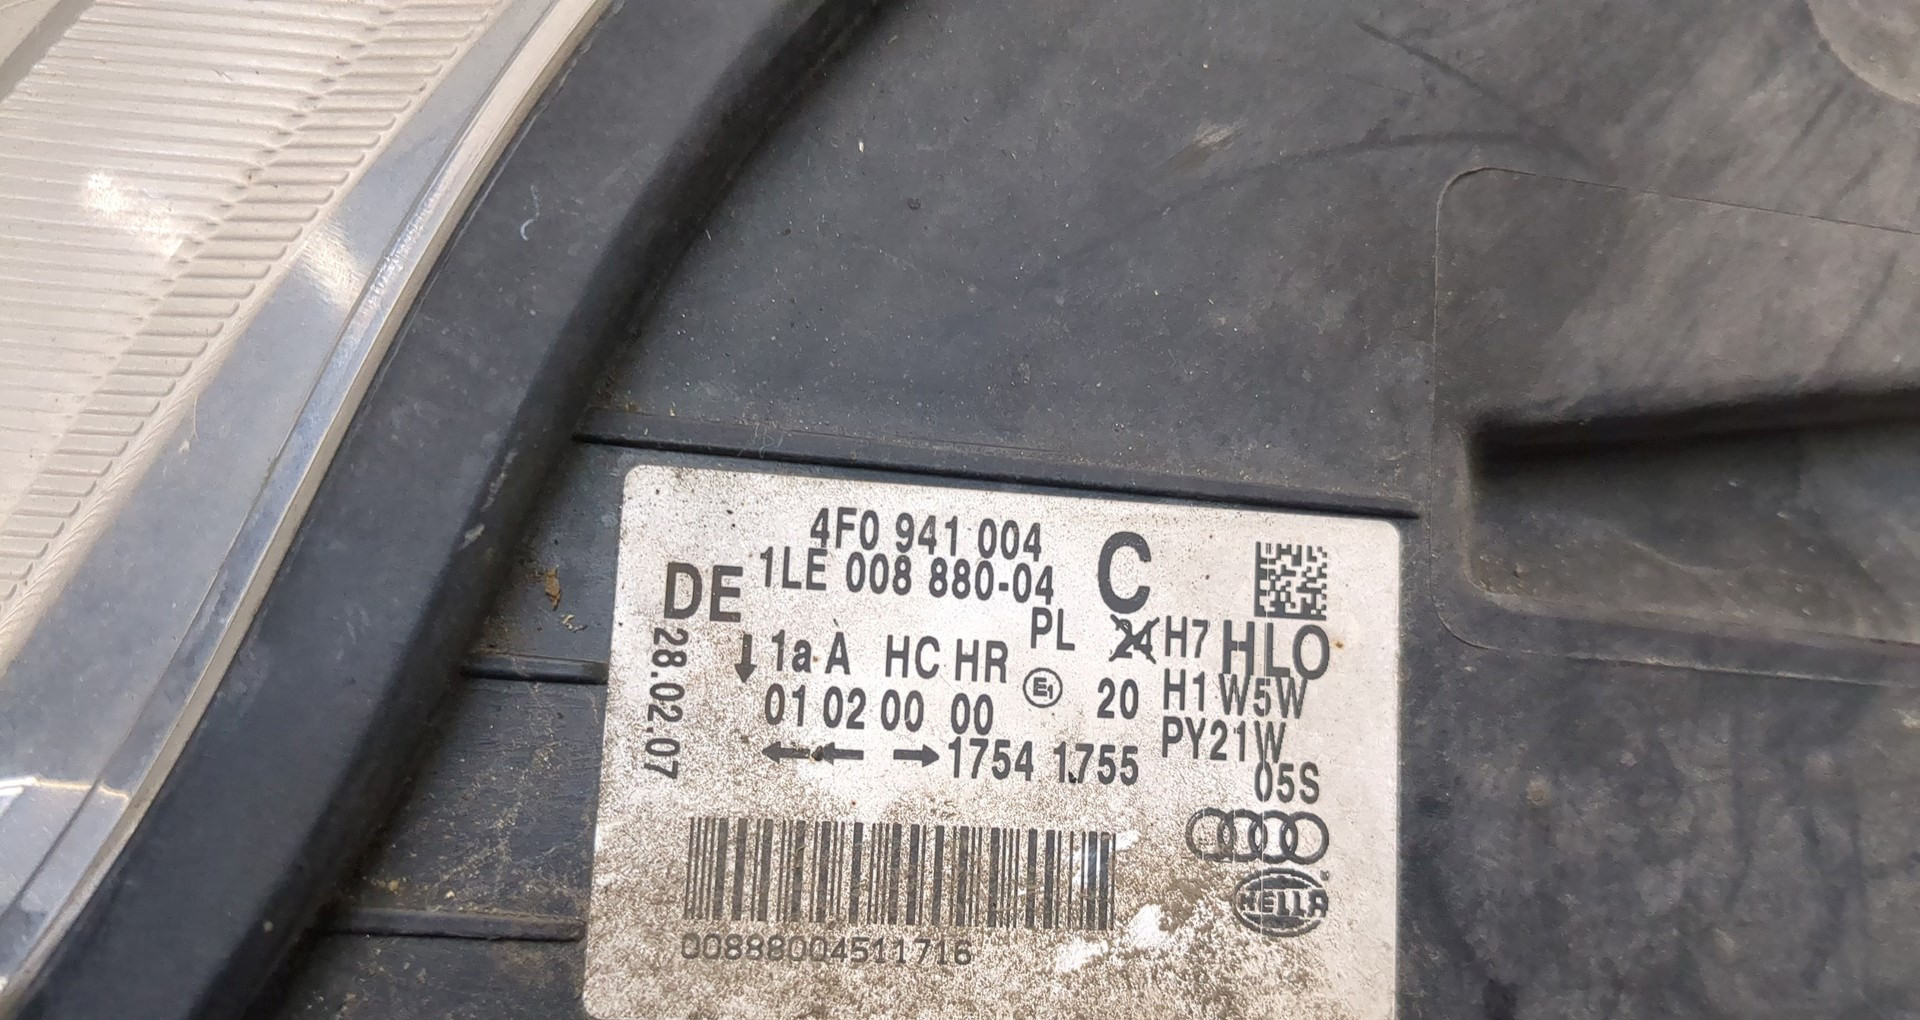 4F0 941 004 C
DE 1LE 008 880-04
PL 24 H7 HLO
1a A HC HR E1 20 H1 W5W
01 02 00 00 PY21W
1754 1755 05S
28.02.07
HELLA
00888004511716